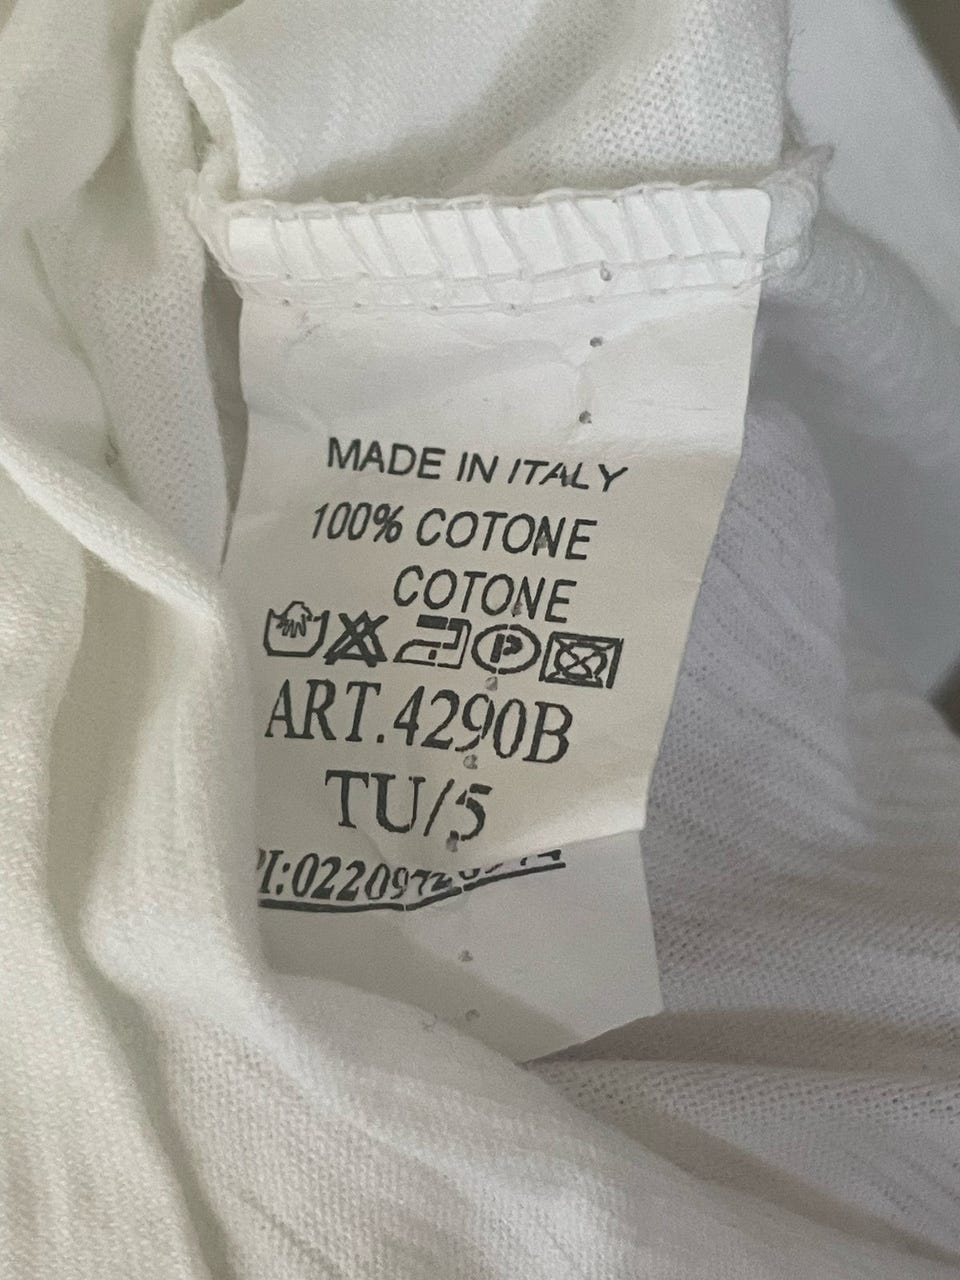 MADE IN ITALY
100% COTONE
COTONE
P
ART.4290B
TU/5